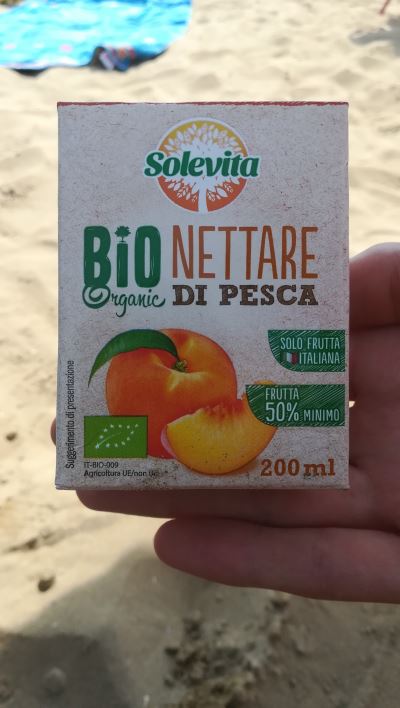 Solevita
BIO
Organic
NETTARE
DI PESCA
SOLO FRUTTA
ITALIANA
FRUTTA
50% MINIMO
Suggerimento di presentazione
IT-BIO-009
Agricoltura UE/non UE
200 ml